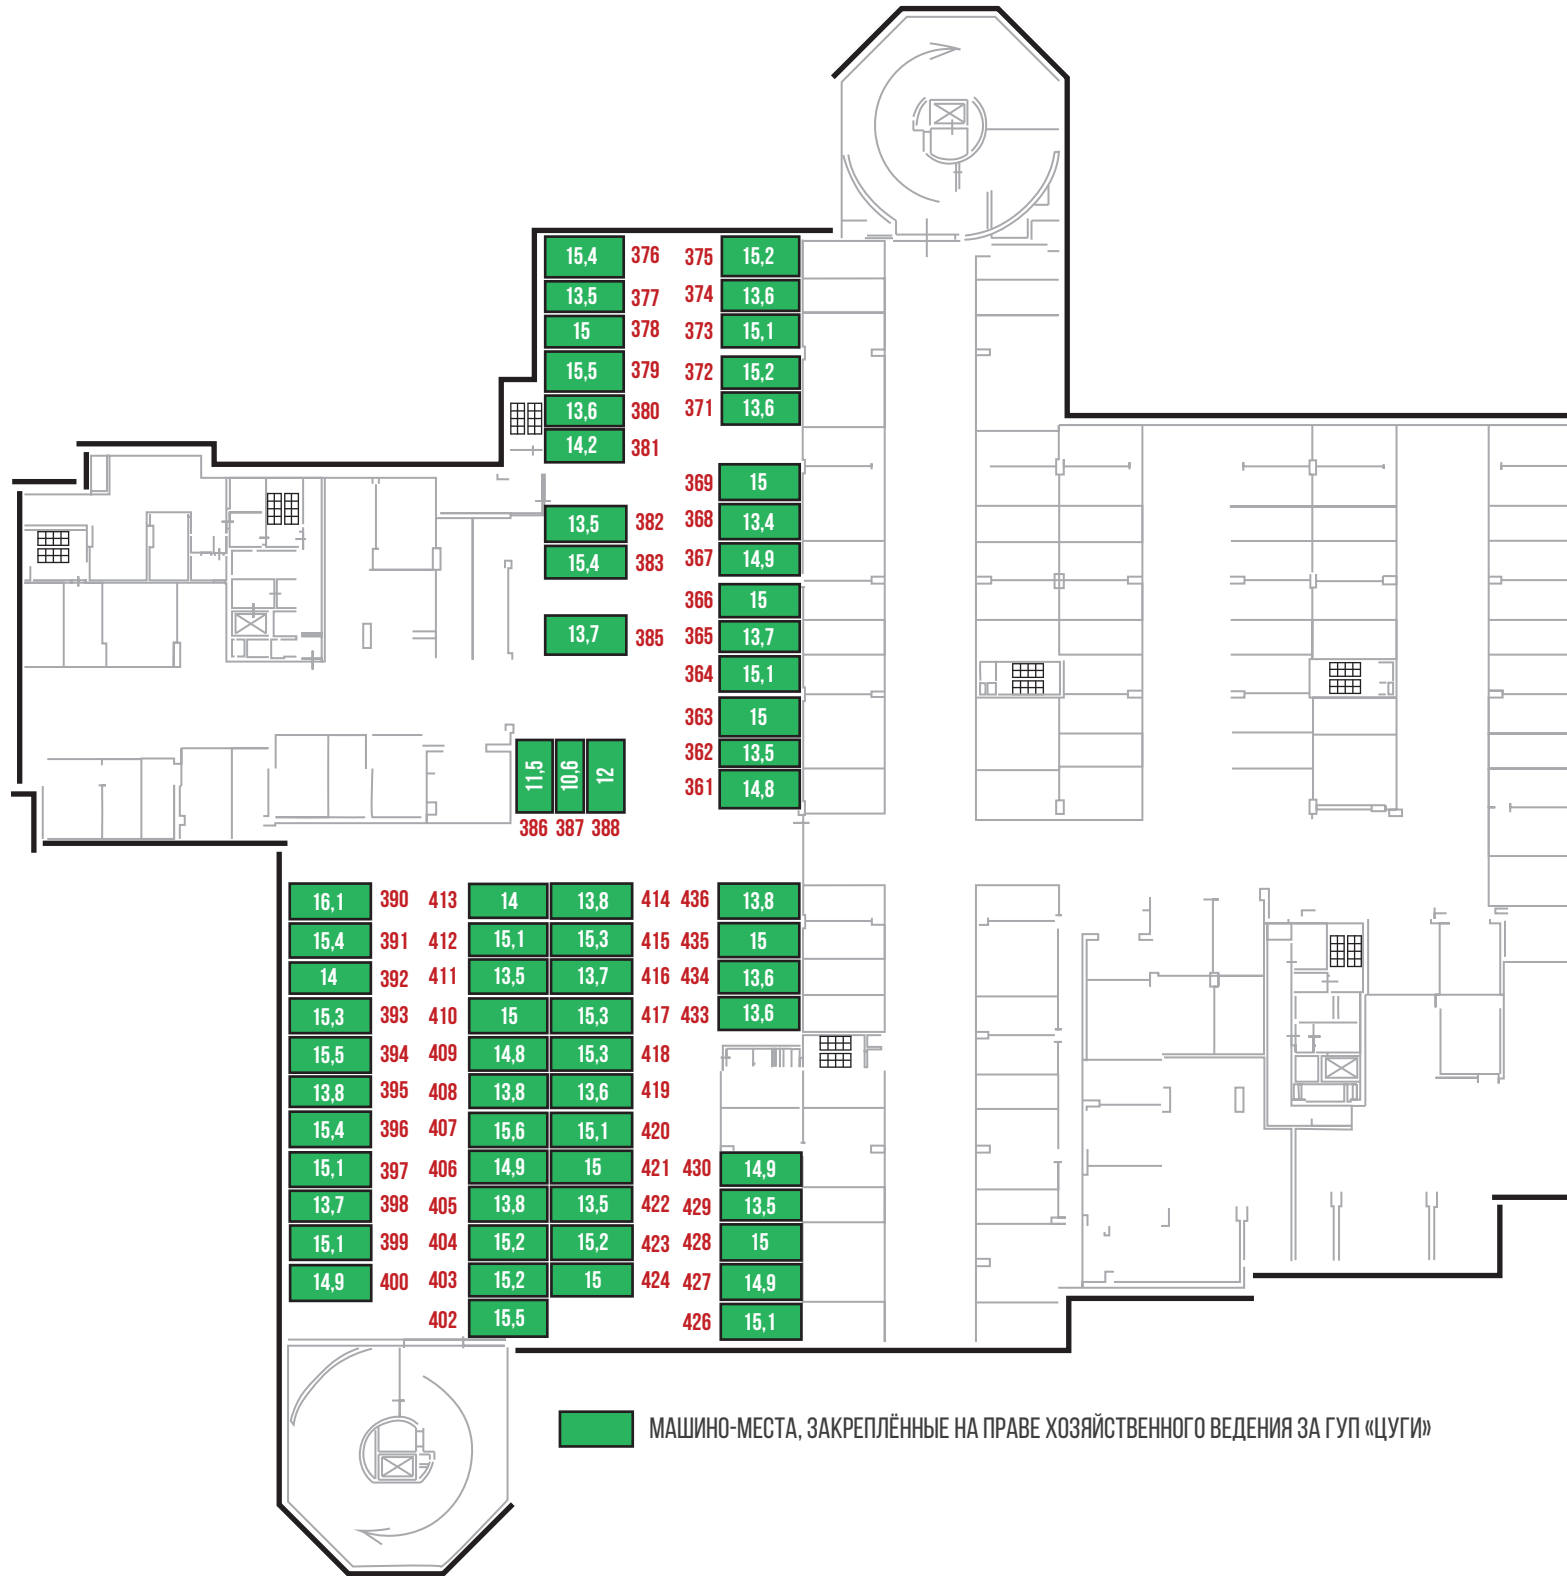 15,4 376 375 15,2
13,5 377 374 13,6
15 378 373 15,1
15,5 379 372 15,2
13,6 380 371 13,6
14,2 381
369 15
13,5 382 368 13,4
15,4 383 367 14,9
366 15
13,7 385 365 13,7
364 15,1
363 15
362 13,5
361 14,8
11,5 10,6 12
386 387 388
16,1 390 413 14 13,8 414 436 13,8
15,4 391 412 15,1 15,3 415 435 15
14 392 411 13,5 13,7 416 434 13,6
15,3 393 410 15 15,3 417 433 13,6
15,5 394 409 14,8 15,3 418
13,8 395 408 13,8 13,6 419
15,4 396 407 15,6 15,1 420
15,1 397 406 14,9 15 421 430 14,9
13,7 398 405 13,8 13,5 422 429 13,5
15,1 399 404 15,2 15,2 423 428 15
14,9 400 403 15,2 15 424 427 14,9
402 15,5 426 15,1
МАШИНО-МЕСТА, ЗАКРЕПЛЁННЫЕ НА ПРАВЕ ХОЗЯЙСТВЕННОГО ВЕДЕНИЯ ЗА ГУП «ЦУГИ»